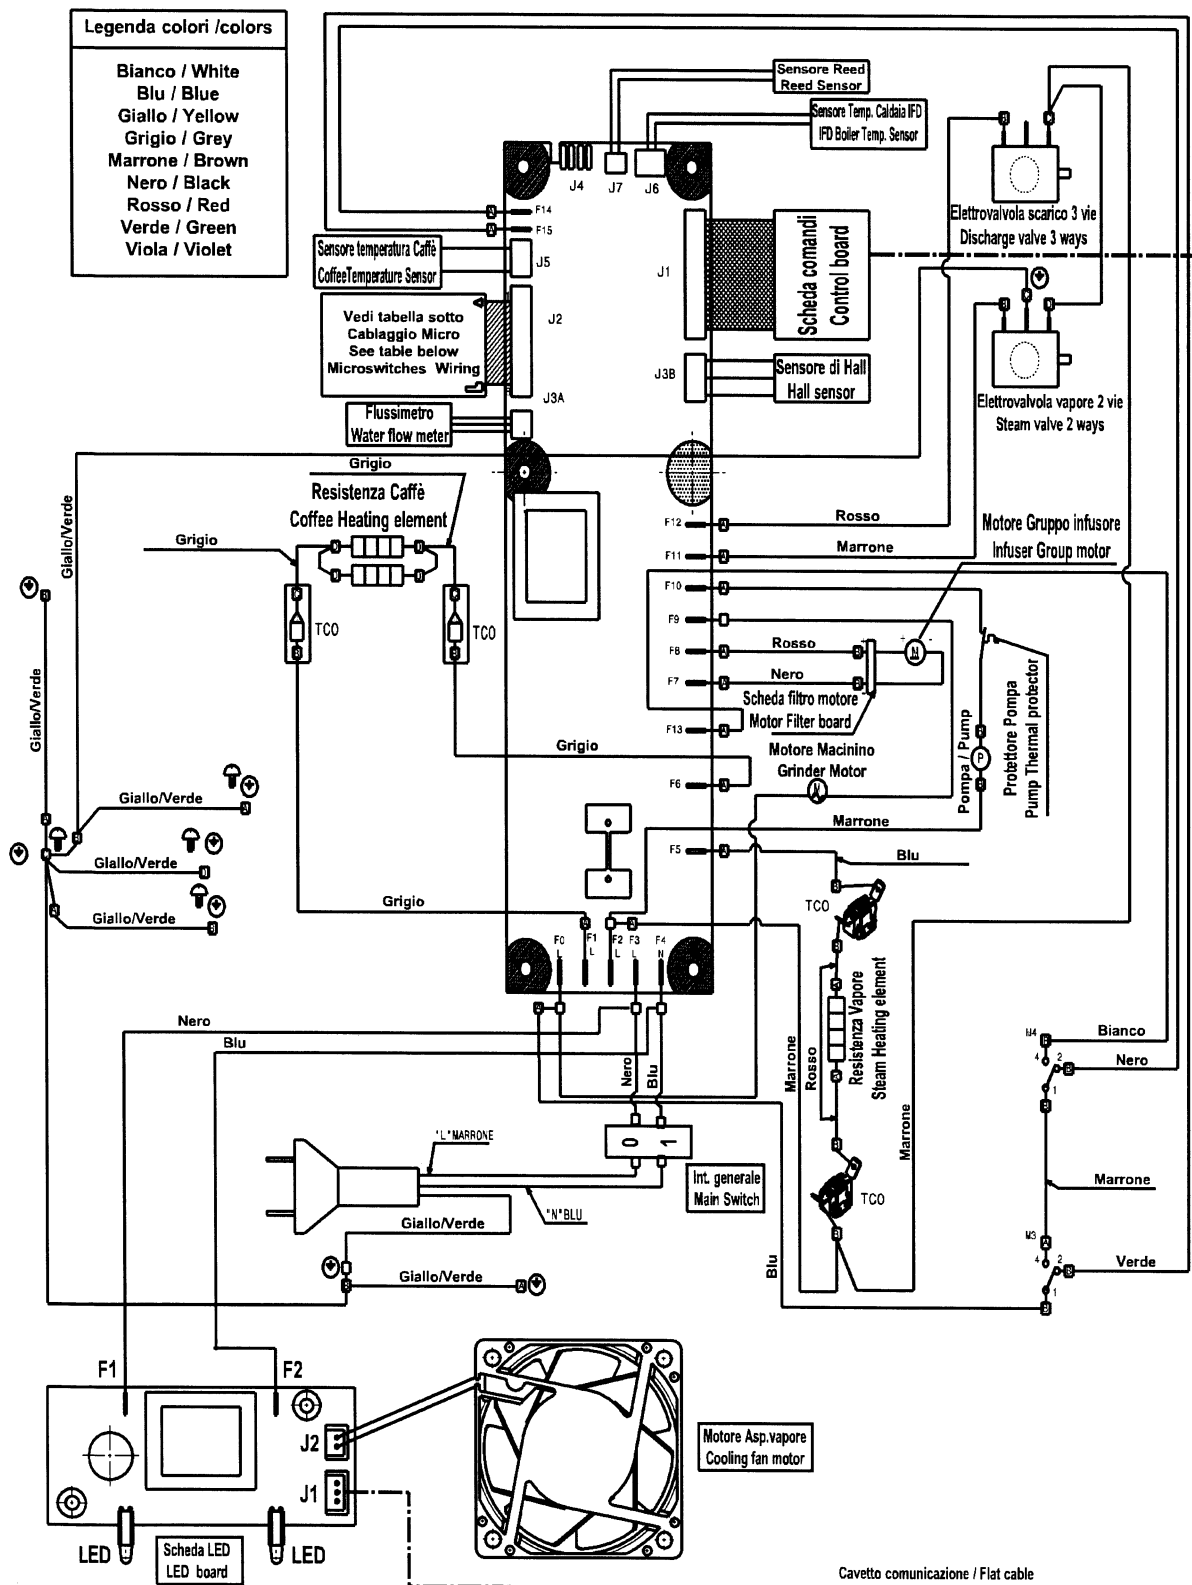 Legenda colori /colors
Bianco / White
Blu / Blue
Giallo / Yellow
Grigio / Grey
Marrone / Brown
Nero / Black
Rosso / Red
Verde / Green
Viola / Violet
Sensore Reed
Reed Sensor
Sensore Temp. Caldaia IFD
IFD Boiler Temp. Sensor
J4
J7
J6
F14
F15
Sensore temperatura Caffè
CoffeeTemperature Sensor
J5
J1
Scheda comandi
Control board
Elettrovalvola scarico 3 vie
Discharge valve 3 ways
Vedi tabella sotto
Cablaggio Micro
See table below
Microswitches Wiring
J2
J3A
J3B
Sensore di Hall
Hall sensor
Elettrovalvola vapore 2 vie
Steam valve 2 ways
Flussimetro
Water flow meter
Grigio
Resistenza Caffè
Coffee Heating element
Grigio
Giallo/Verde
Giallo/Verde
TCO
TCO
F12
Rosso
F11
Marrone
Motore Gruppo infusore
Infuser Group motor
F10
F9
F8
Rosso
+
+
-
N
F7
Nero
-
Scheda filtro motore
Motor Filter board
F13
Motore Macinino
Grinder Motor
Grigio
F6
Pompa / Pump
P
Protettore Pompa
Pump Thermal protector
Marrone
F5
Blu
Giallo/Verde
Giallo/Verde
Giallo/Verde
Grigio
F0
L
F1
L
F2
L
F3
L
F4
N
TCO
Resistenza Vapore
Steam Heating element
Marrone
Rosso
Marrone
Nero
Blu
Nero
Blu
0
1
"L"MARRONE
"N"BLU
Int. generale
Main Switch
TCO
Giallo/Verde
Giallo/Verde
Blu
M4
Bianco
4
2
Nero
1
Marrone
M3
4
2
Verde
1
F1
F2
J2
J1
LED
LED
Scheda LED
LED board
Motore Asp.vapore
Cooling fan motor
Cavetto comunicazione / Flat cable